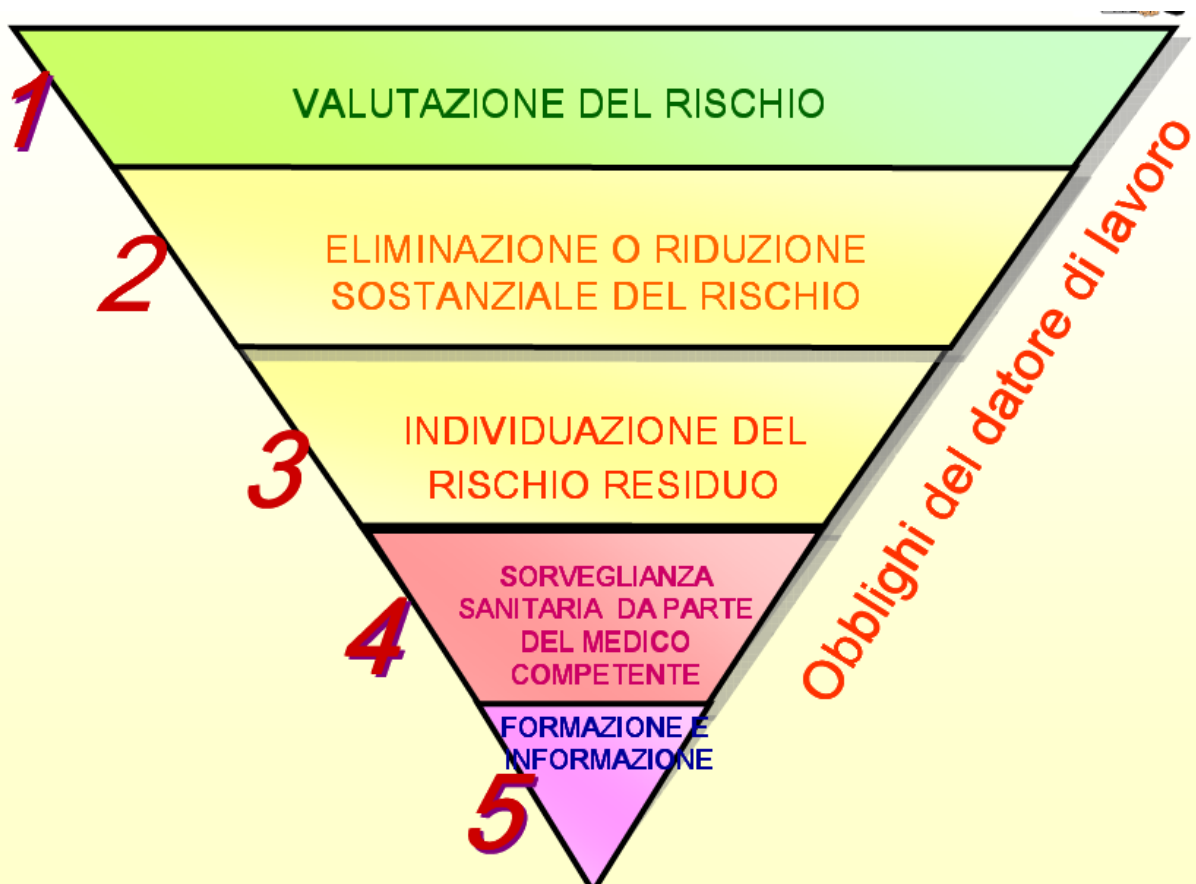 1
VALUTAZIONE DEL RISCHIO
2
ELIMINAZIONE O RIDUZIONE
SOSTANZIALE DEL RISCHIO
3
INDIVIDUAZIONE DEL
RISCHIO RESIDUO
4
SORVEGLIANZA
SANITARIA DA PARTE
DEL MEDICO
COMPETENTE
5
FORMAZIONE E
INFORMAZIONE
Obblighi del datore di lavoro